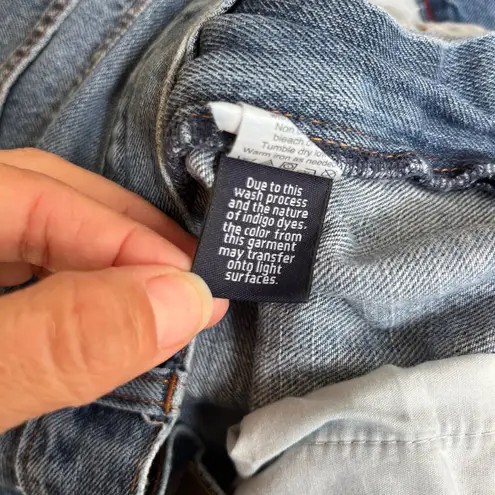 Non
bleach
Tumble dry lo
Warm iron as needed
Due to this
wash process
and the nature
of indigo dyes,
the color from
this garment
may transfer
onto light
surfaces.